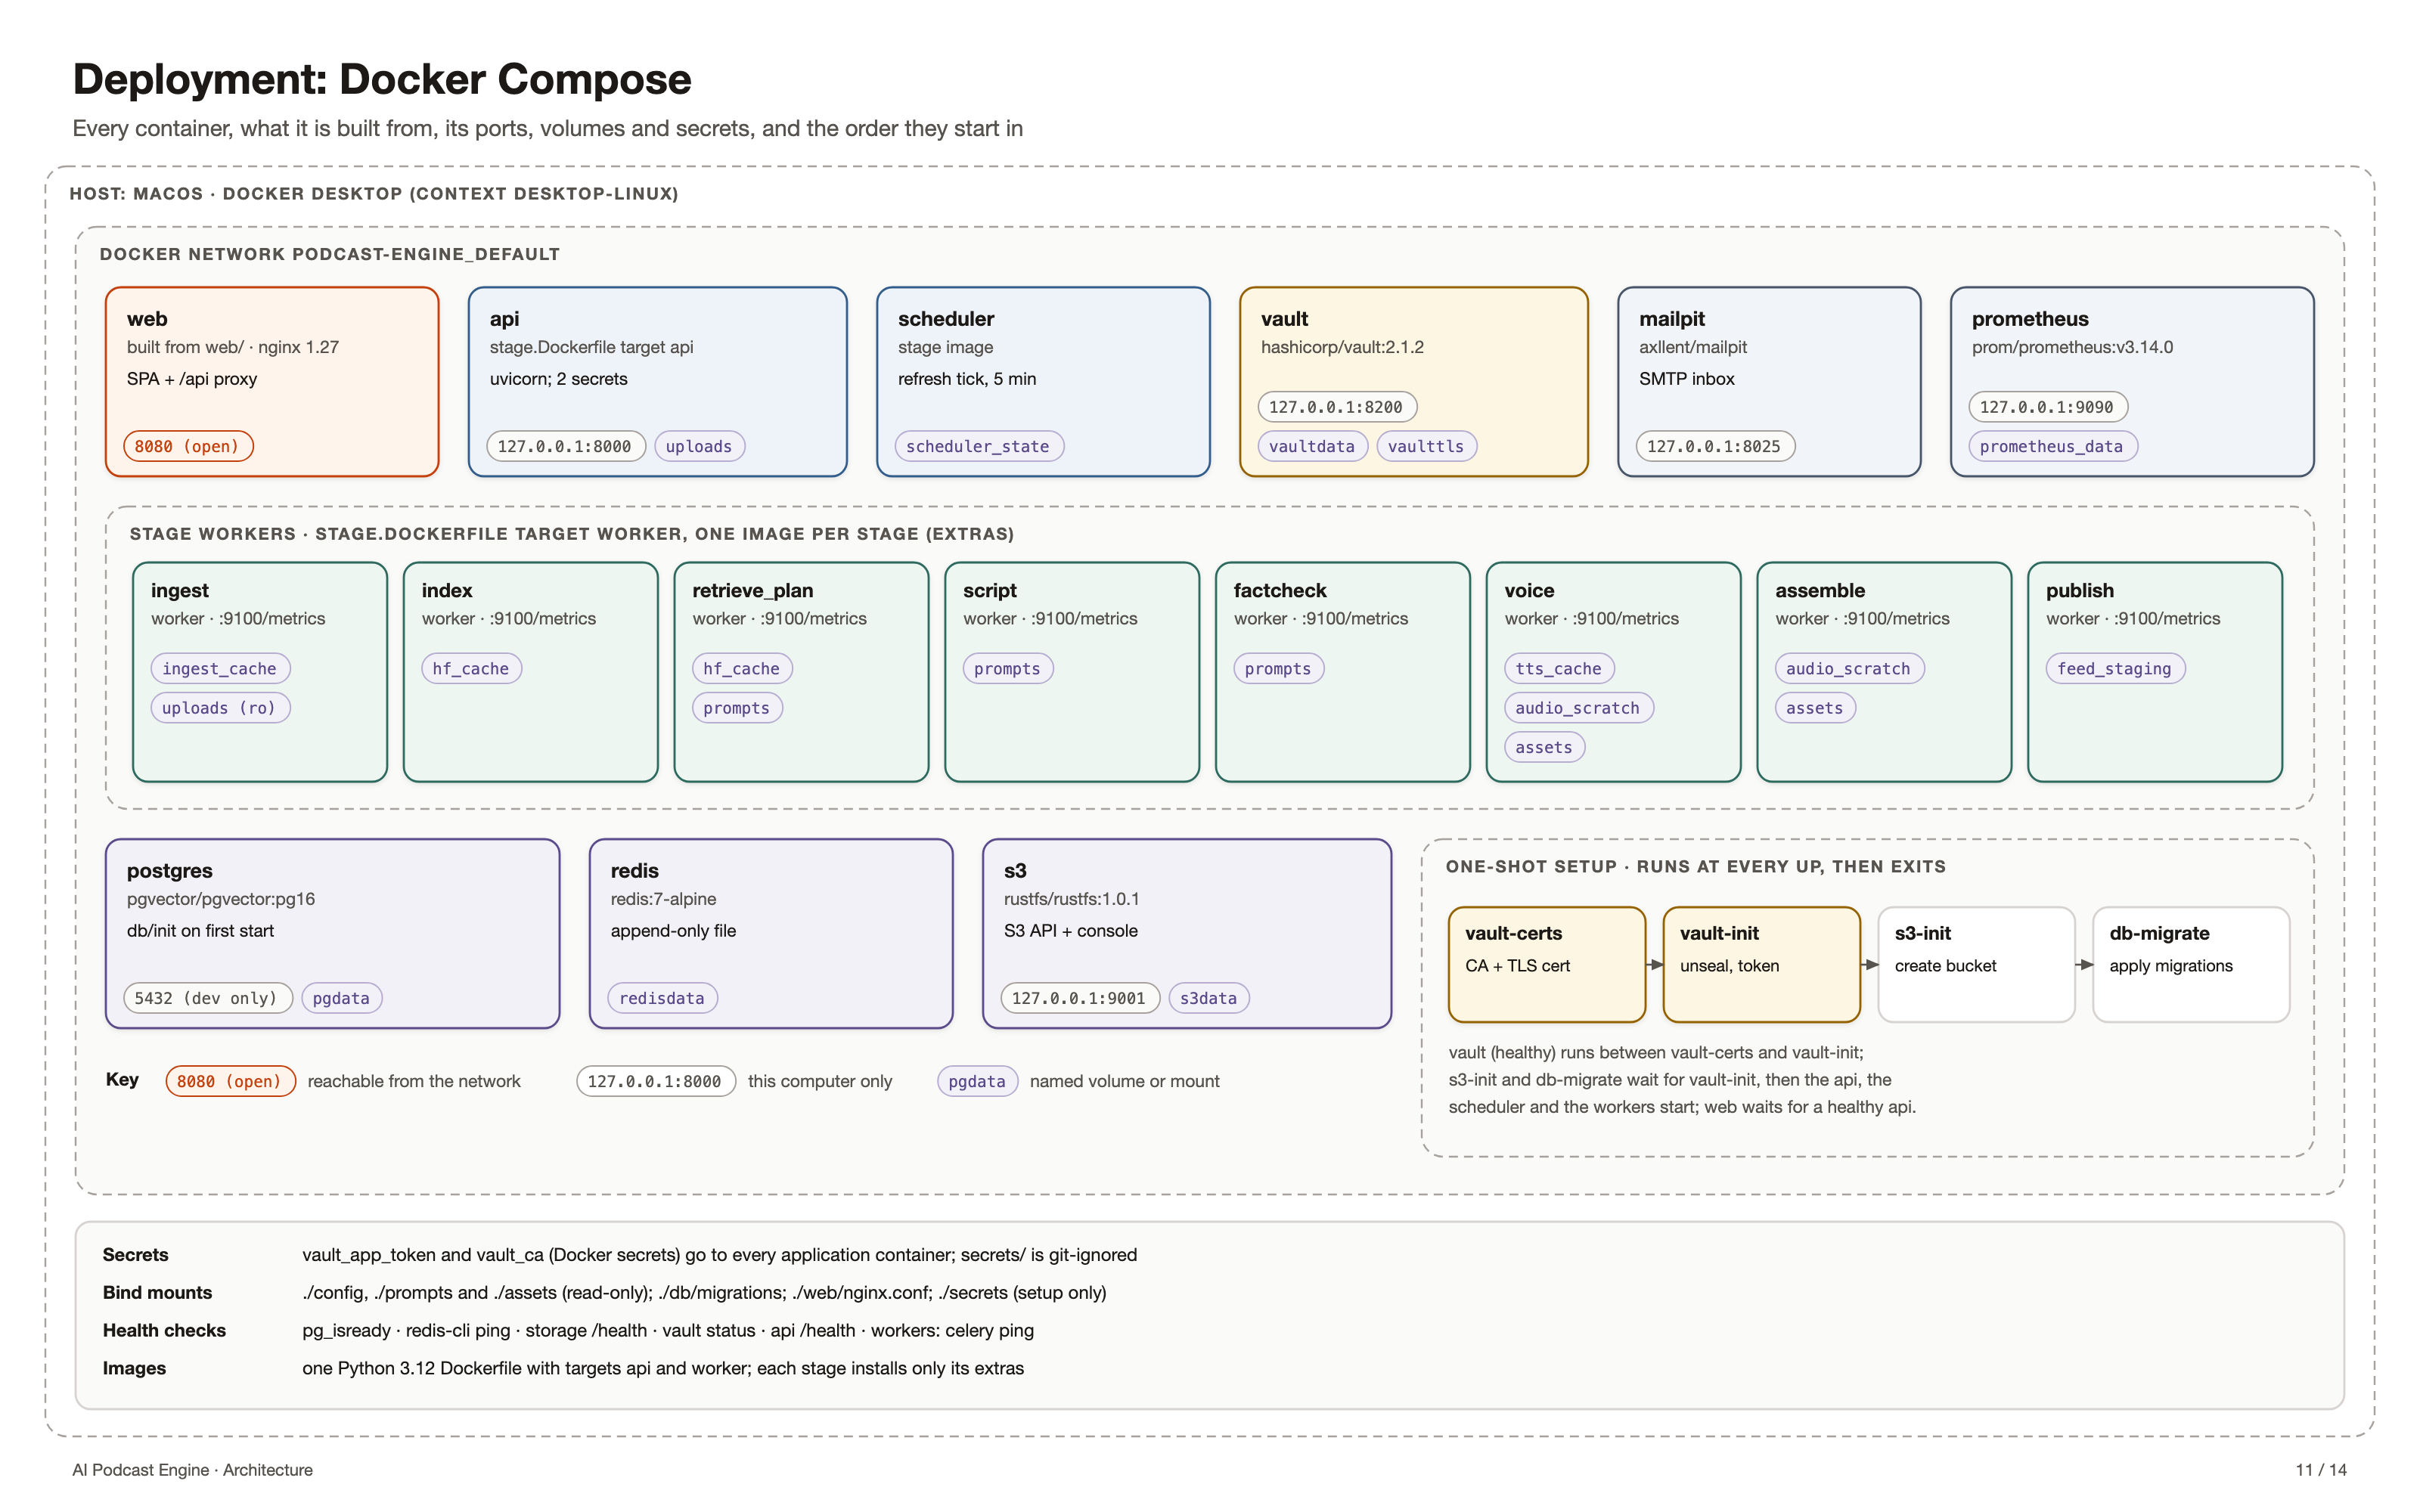 Deployment: Docker Compose
Every container, what it is built from, its ports, volumes and secrets, and the order they start in
HOST: MACOS · DOCKER DESKTOP (CONTEXT DESKTOP-LINUX)
DOCKER NETWORK PODCAST-ENGINE_DEFAULT
web
built from web/ · nginx 1.27
SPA + /api proxy
8080 (open)
api
stage.Dockerfile target api
uvicorn; 2 secrets
127.0.0.1:8000 uploads
scheduler
stage image
refresh tick, 5 min
scheduler_state
vault
hashicorp/vault:2.1.2
127.0.0.1:8200
vaultdata vaulttls
mailpit
axllent/mailpit
SMTP inbox
127.0.0.1:8025
prometheus
prom/prometheus:v3.14.0
127.0.0.1:9090
prometheus_data
STAGE WORKERS · STAGE.DOCKERFILE TARGET WORKER, ONE IMAGE PER STAGE (EXTRAS)
ingest
worker · :9100/metrics
ingest_cache
uploads (ro)
index
worker · :9100/metrics
hf_cache
retrieve_plan
worker · :9100/metrics
hf_cache
prompts
script
worker · :9100/metrics
prompts
factcheck
worker · :9100/metrics
prompts
voice
worker · :9100/metrics
tts_cache
audio_scratch
assets
assemble
worker · :9100/metrics
audio_scratch
assets
publish
worker · :9100/metrics
feed_staging
postgres
pgvector/pgvector:pg16
db/init on first start
5432 (dev only) pgdata
redis
redis:7-alpine
append-only file
redisdata
s3
rustfs/rustfs:1.0.1
S3 API + console
127.0.0.1:9001 s3data
ONE-SHOT SETUP · RUNS AT EVERY UP, THEN EXITS
vault-certs
CA + TLS cert
vault-init
unseal, token
s3-init
create bucket
db-migrate
apply migrations
vault (healthy) runs between vault-certs and vault-init;
s3-init and db-migrate wait for vault-init, then the api, the
scheduler and the workers start; web waits for a healthy api.
Key 8080 (open) reachable from the network 127.0.0.1:8000 this computer only pgdata named volume or mount
Secrets vault_app_token and vault_ca (Docker secrets) go to every application container; secrets/ is git-ignored
Bind mounts ./config, ./prompts and ./assets (read-only); ./db/migrations; ./web/nginx.conf; ./secrets (setup only)
Health checks pg_isready · redis-cli ping · storage /health · vault status · api /health · workers: celery ping
Images one Python 3.12 Dockerfile with targets api and worker; each stage installs only its extras
AI Podcast Engine · Architecture
11 / 14